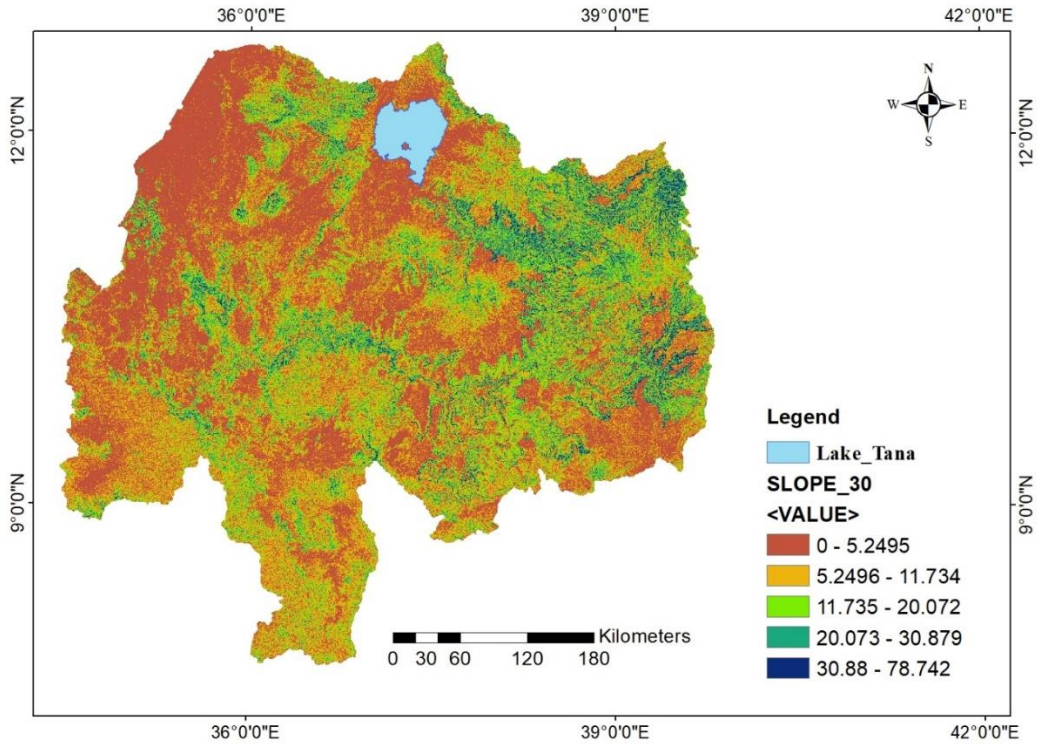 36°0'0"E 39°0'0"E 42°0'0"E
N
W E
S
12°0'0"N 12°0'0"N
9°0'0"N 9°0'0"N
Legend
Lake_Tana
SLOPE_30
<VALUE>
0 - 5.2495
5.2496 - 11.734
11.735 - 20.072
20.073 - 30.879
30.88 - 78.742
Kilometers
0 30 60 120 180
36°0'0"E 39°0'0"E 42°0'0"E